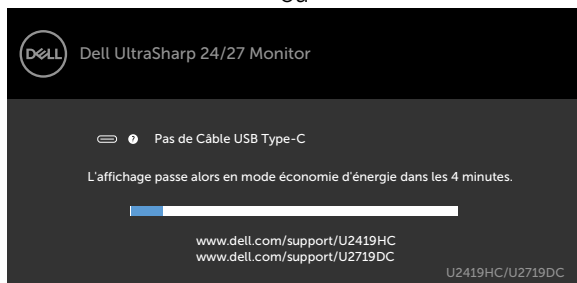 ou
DELL
Dell UltraSharp 24/27 Monitor
? Pas de Câble USB Type-C
L'affichage passe alors en mode économie d'énergie dans les 4 minutes.
www.dell.com/support/U2419HC
www.dell.com/support/U2719DC
U2419HC/U2719DC